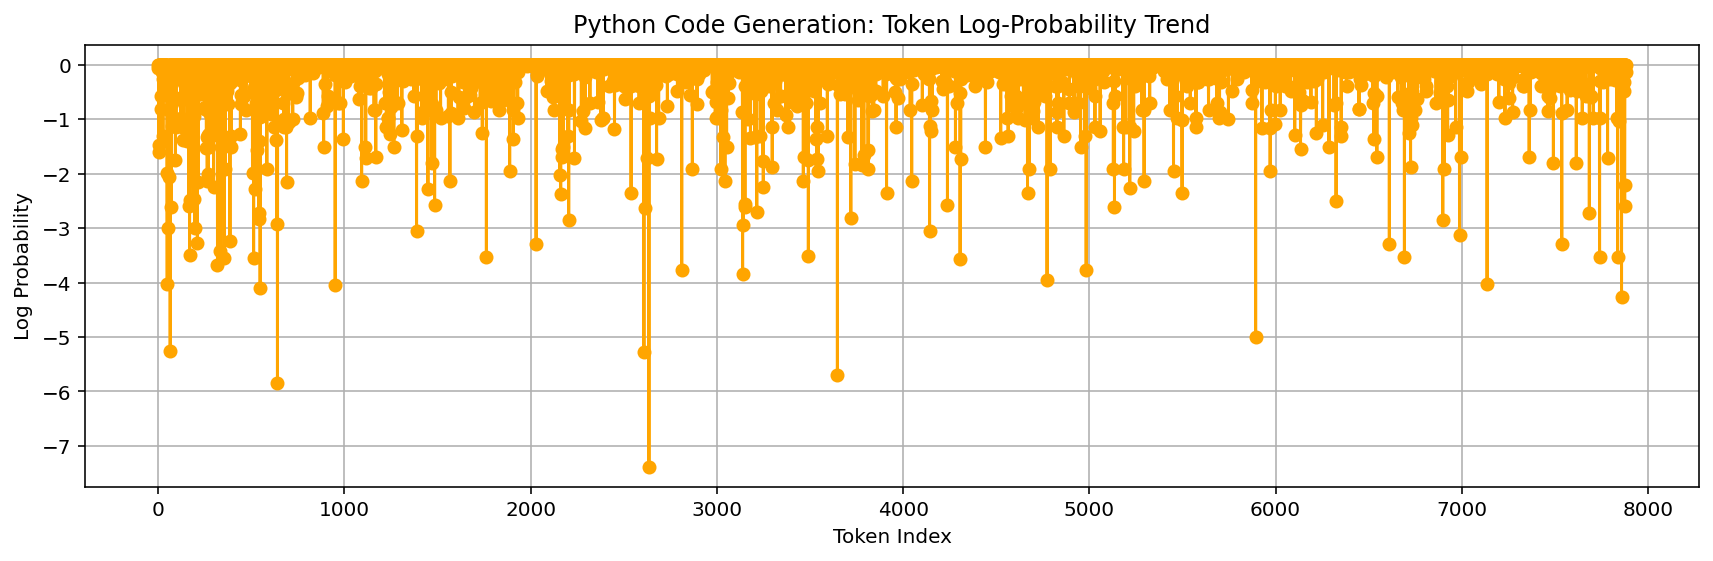 Python Code Generation: Token Log-Probability Trend
Log Probability
0
−1
−2
−3
−4
−5
−6
−7
0 1000 2000 3000 4000 5000 6000 7000 8000
Token Index